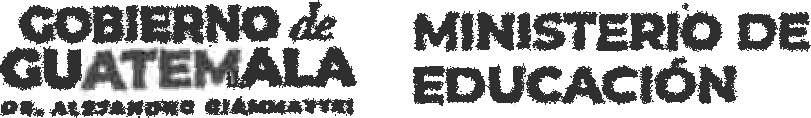 GOBIERNO de
GUATEMALA
DR. ALEJANDRO GIAMMATTEI
MINISTERIO DE
EDUCACIÓN